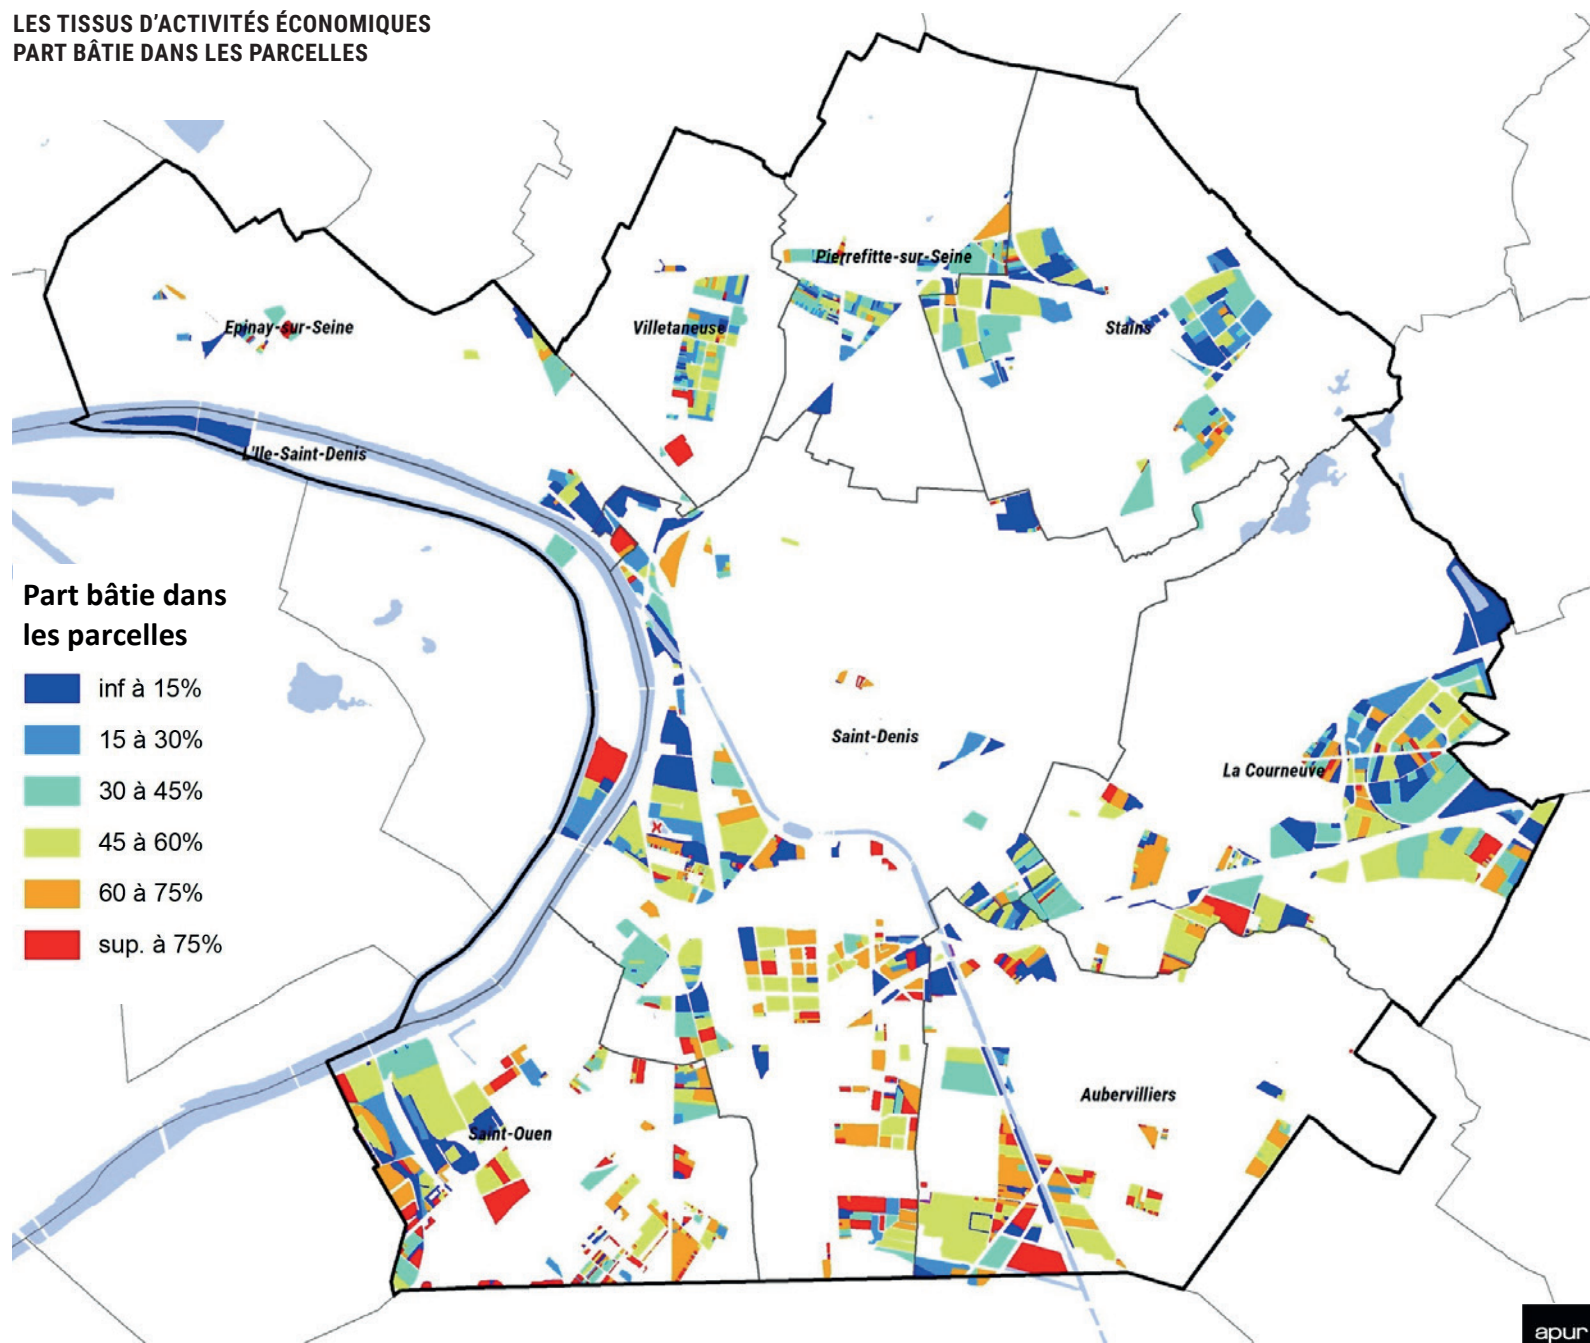 LES TISSUS D'ACTIVITÉS ÉCONOMIQUES
PART BÂTIE DANS LES PARCELLES
Pierrefitte-sur-Seine
Epinay-sur-Seine
Villetaneuse
Stains
L'Ile-Saint-Denis
Part bâtie dans
les parcelles
inf à 15%
15 à 30%
30 à 45%
45 à 60%
60 à 75%
sup. à 75%
Saint-Denis
La Courneuve
Aubervilliers
Saint-Ouen
apur